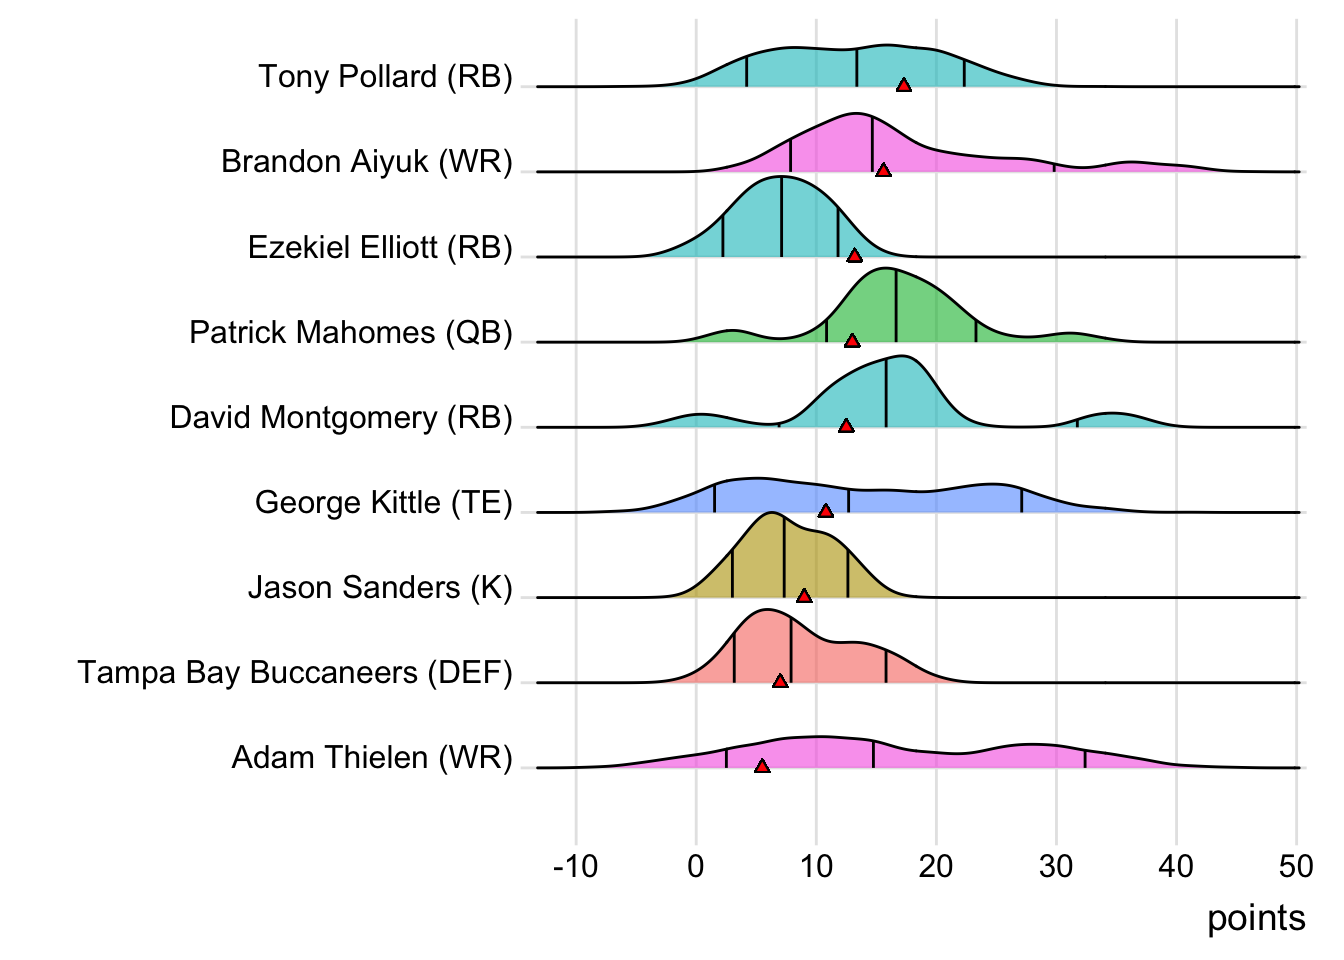 Tony Pollard (RB)
Brandon Aiyuk (WR)
Ezekiel Elliott (RB)
Patrick Mahomes (QB)
David Montgomery (RB)
George Kittle (TE)
Jason Sanders (K)
Tampa Bay Buccaneers (DEF)
Adam Thielen (WR)
-10 0 10 20 30 40 50
points